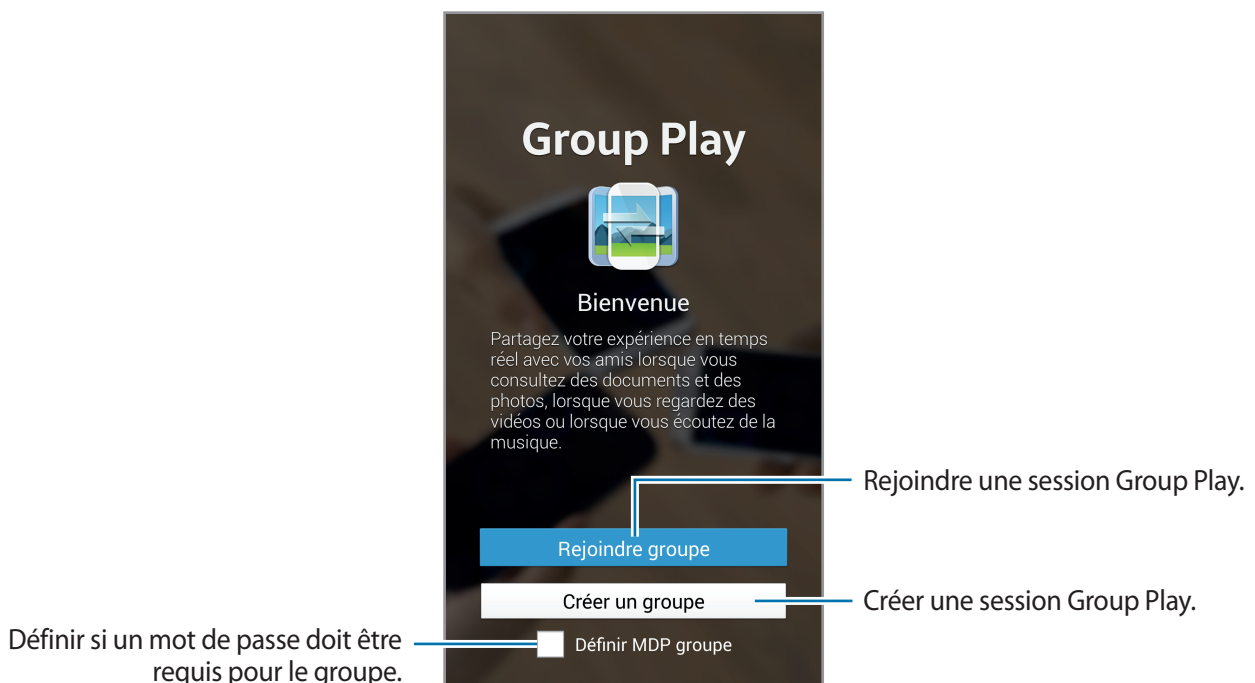 Group Play
Bienvenue
Partagez votre expérience en temps
réel avec vos amis lorsque vous
consultez des documents et des
photos, lorsque vous regardez des
vidéos ou lorsque vous écoutez de la
musique.
Rejoindre une session Group Play.
Rejoindre groupe
Créer un groupe
Créer une session Group Play.
Définir si un mot de passe doit être
requis pour le groupe.
Définir MDP groupe